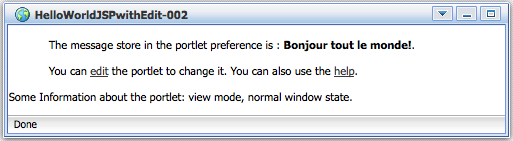 HelloWorldJSPwithEdit-002
The message store in the portlet preference is : Bonjour tout le monde!.
You can edit the portlet to change it. You can also use the help.
Some Information about the portlet: view mode, normal window state.
Done